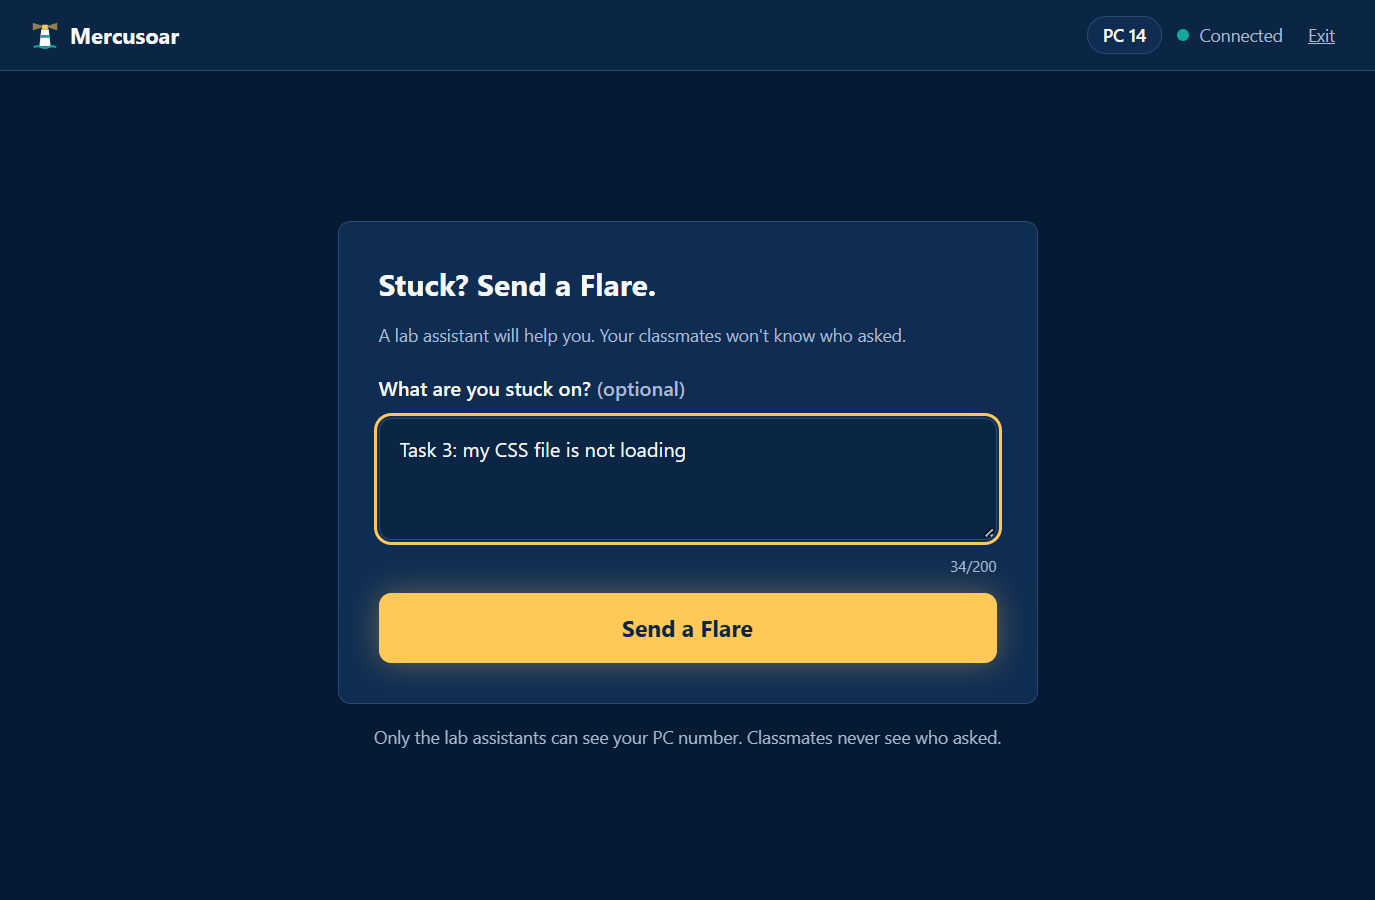 Mercusoar
PC 14
Connected
Exit
Stuck? Send a Flare.
A lab assistant will help you. Your classmates won't know who asked.
What are you stuck on? (optional)
Task 3: my CSS file is not loading
34/200
Send a Flare
Only the lab assistants can see your PC number. Classmates never see who asked.